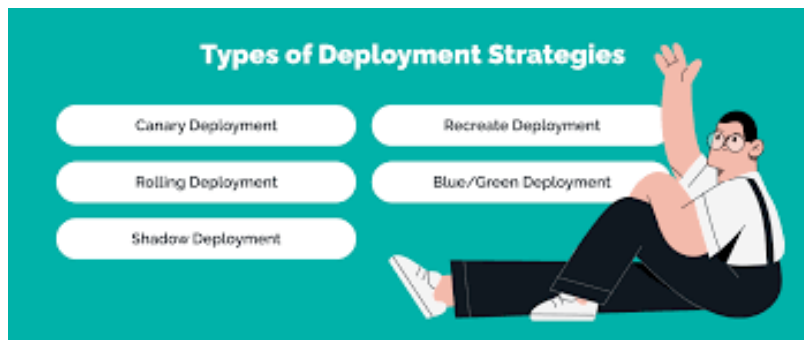 Types of Deployment Strategies
Canary Deployment
Recreate Deployment
Rolling Deployment
Blue/Green Deployment
Shadow Deployment